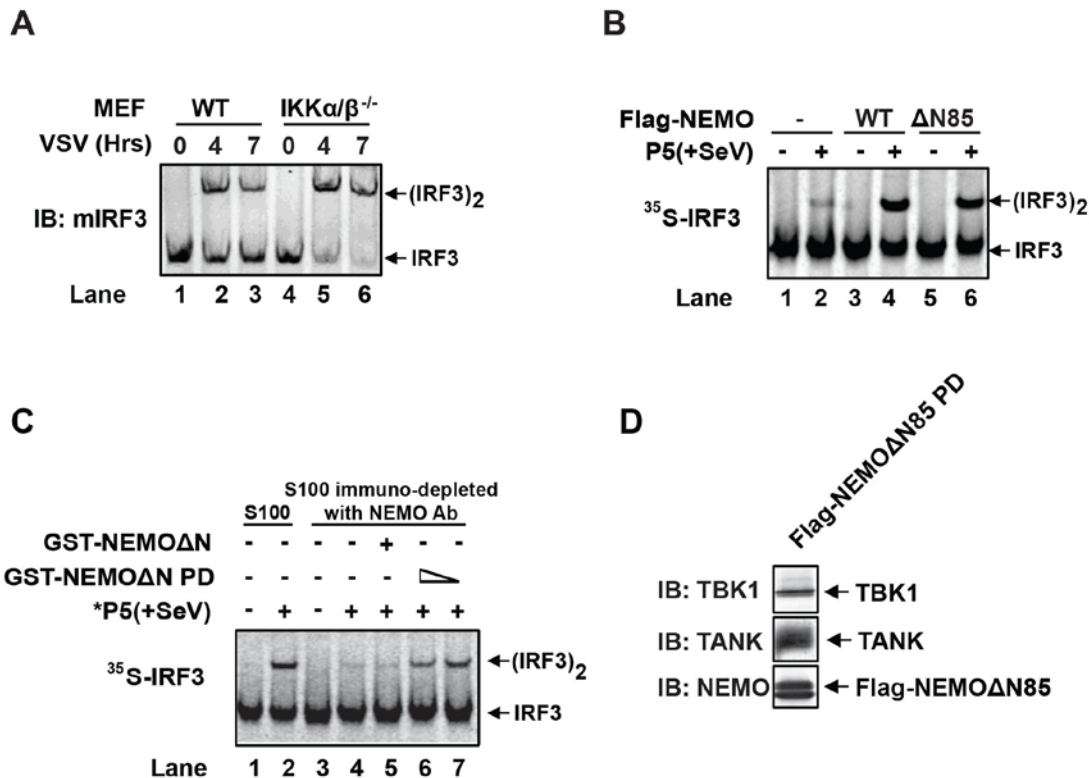 A
MEF WT IKKα/β-/-
VSV (Hrs) 0 4 7 0 4 7
IB: mIRF3
(IRF3)2
IRF3
Lane 1 2 3 4 5 6
B
Flag-NEMO - WT ΔN85
P5(+SeV) - + - + - +
35S-IRF3
(IRF3)2
IRF3
Lane 1 2 3 4 5 6
C
S100 immuno-depleted
S100 with NEMO Ab
GST-NEMOΔN - - - - + - -
GST-NEMOΔN PD - - - - -
*P5(+SeV) - + - + + + +
35S-IRF3
(IRF3)2
IRF3
Lane 1 2 3 4 5 6 7
D
Flag-NEMOΔN85 PD
IB: TBK1 TBK1
IB: TANK TANK
IB: NEMO Flag-NEMOΔN85